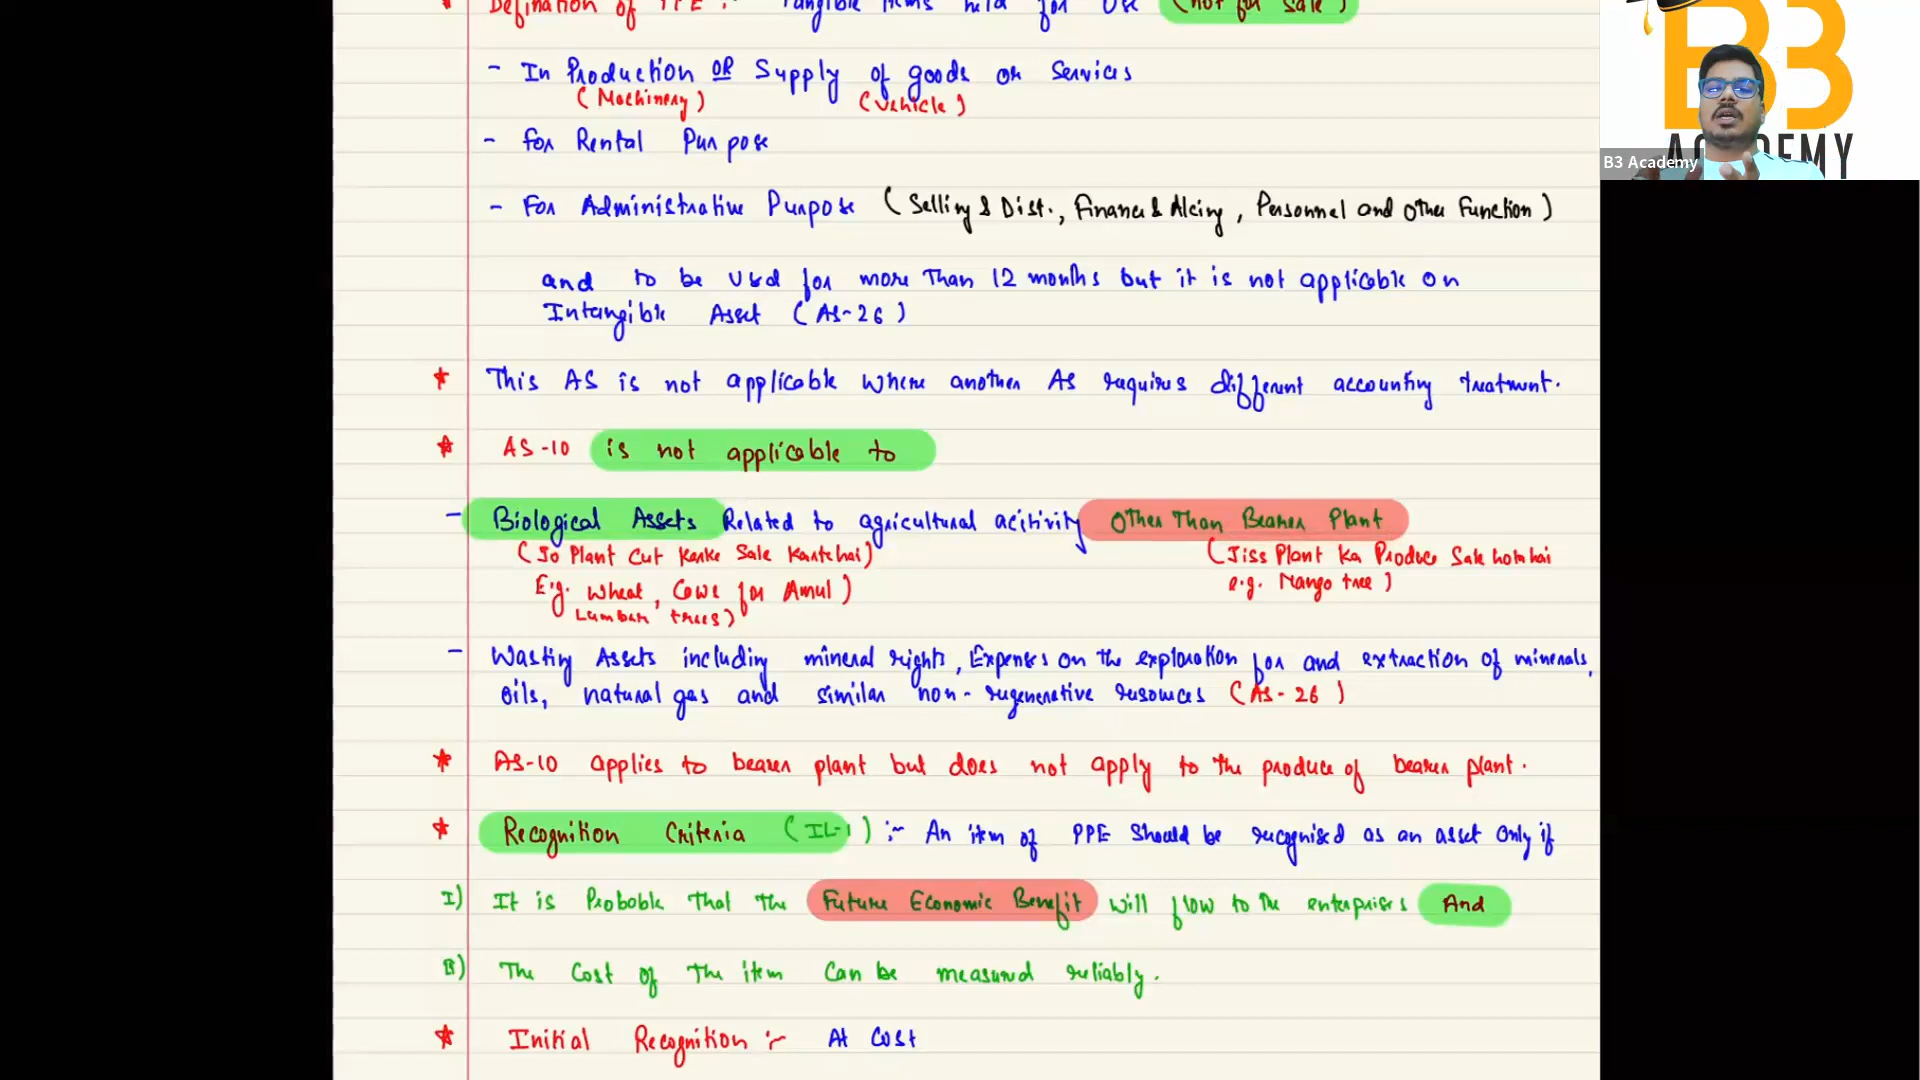 * Defination of PPE :- Tangible items held for use (not for sale)
- In Production OR Supply of goods or Services
(Machinery) (Vehicle)
- For Rental Purpose
- For Administrative Purpose (Selling & Dist., Finance & A/cing, Personnel and other Function)
and to be used for more than 12 months but it is not applicable on
Intangible Asset (AS-26)
* This AS is not applicable where another AS requires different accounting treatment.
* AS-10 is not applicable to
- Biological Assets Related to agricultural acitivity Other Than Bearer Plant
(Jo Plant Cut Karke Sale Kartehai) (Jiss Plant Ka Produce Sale hota hai
E.g. Wheat, Cows for Amul) e.g. Mango tree)
Lumber trees)
- Wasting Assets including mineral rights, Expenses on the exploration for and extraction of minerals,
oils, natural gas and similar non-regenerative resources (AS-26)
* AS-10 applies to bearer plant but does not apply to the produce of bearer plant.
* Recognition Criteria (IL-1) :- An item of PPE should be recognised as an asset only if
I) It is Probable that the Future Economic Benefit will flow to the enterprises And
II) The Cost of the item Can be measured reliably.
* Initial Recognition :- At Cost
B3
ACADEMY
B3 Academy